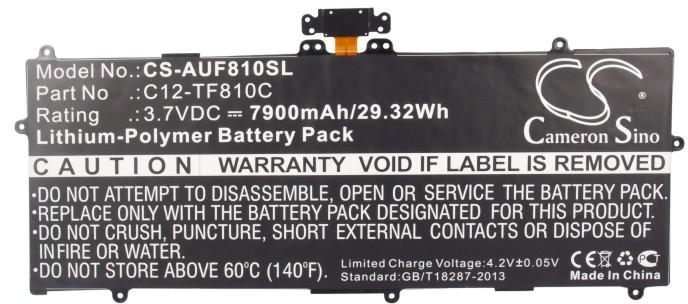 Model No.: CS-AUF810SL
Part No : C12-TF810C
Rating : 3.7VDC ⎓ 7900mAh/29.32Wh
Lithium-Polymer Battery Pack
CS
Cameron Sino
CAUTION WARRANTY VOID IF LABEL IS REMOVED
•DO NOT ATTEMPT TO DISASSEMBLE, OPEN OR SERVICE THE BATTERY PACK.
•REPLACE ONLY WITH THE BATTERY PACK DESIGNATED FOR THIS PRODUCT.
•DO NOT CRUSH, PUNCTURE, SHORT EXTERNAL CONTACTS OR DISPOSE OF
INFIRE OR WATER.
•DO NOT STORE ABOVE 60°C (140°F).
Limited Charge Voltage:4.2V±0.05V
Standard:GB/T18287-2013
CE
Made in China